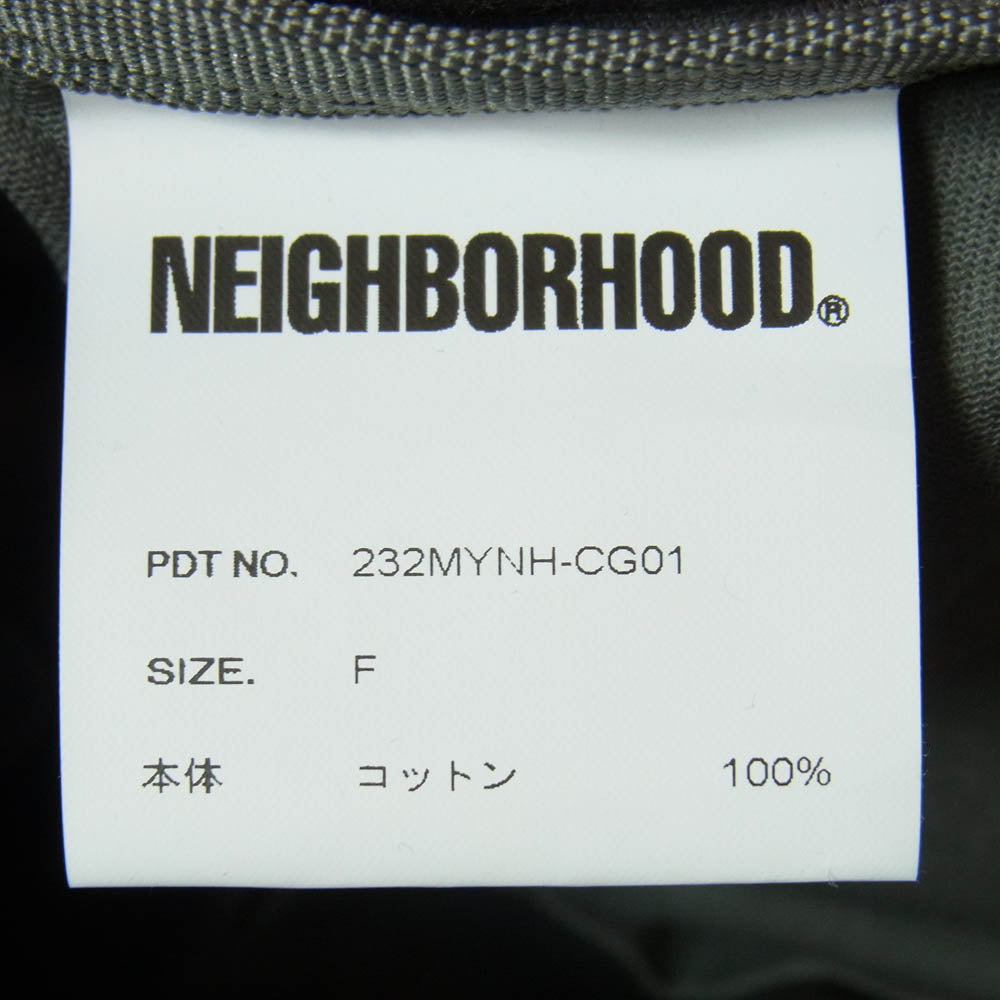 NEIGHBORHOOD®
PDT NO. 232MYNH-CG01
SIZE. F
本体 コットン 100%